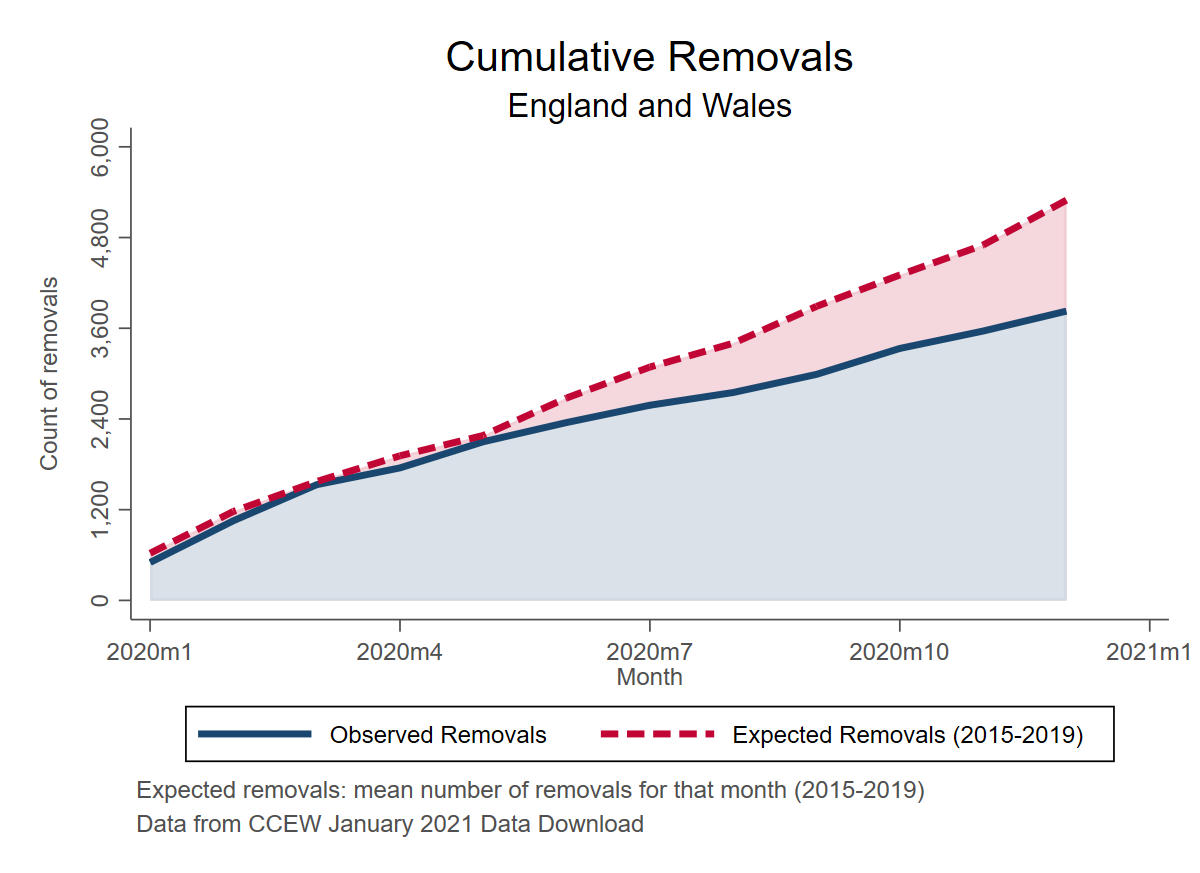 Cumulative Removals
England and Wales
Count of removals
6,000
4,800
3,600
2,400
1,200
0
2020m1 2020m4 2020m7 2020m10 2021m1
Month
Observed Removals Expected Removals (2015-2019)
Expected removals: mean number of removals for that month (2015-2019)
Data from CCEW January 2021 Data Download